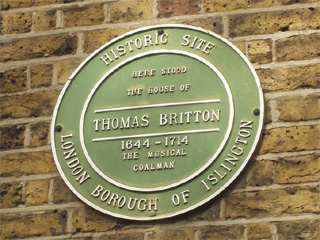 HISTORIC SITE
HERE STOOD
THE HOUSE OF
THOMAS BRITTON
1644 - 1714
THE MUSICAL
COALMAN
LONDON BOROUGH OF ISLINGTON